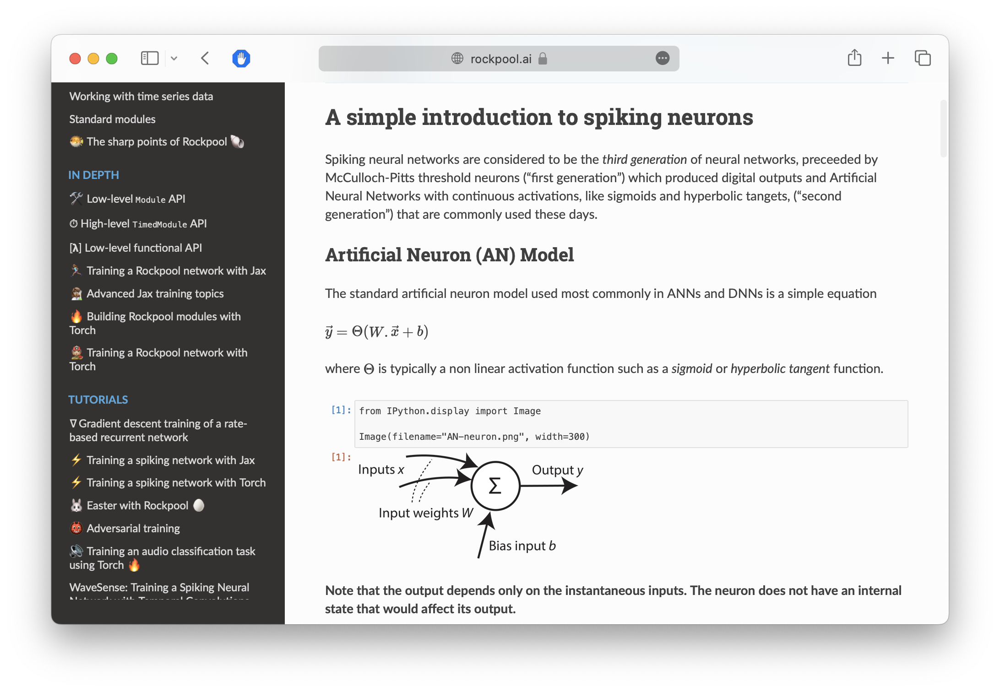 rockpool.ai
Working with time series data
Standard modules
🐡 The sharp points of Rockpool 🐚
IN DEPTH
🛠 Low-level Module API
⏱ High-level TimedModule API
[λ] Low-level functional API
🏃🏾‍♀️ Training a Rockpool network with Jax
👩🏽‍🔬 Advanced Jax training topics
🔥 Building Rockpool modules with
Torch
👩🏼‍🚒 Training a Rockpool network with
Torch
TUTORIALS
∇ Gradient descent training of a rate-
based recurrent network
⚡ Training a spiking network with Jax
⚡ Training a spiking network with Torch
🐰 Easter with Rockpool 🥚
👹 Adversarial training
🔊 Training an audio classification task
using Torch 🔥
WaveSense: Training a Spiking Neural
Network with Temporal Convolutions
A simple introduction to spiking neurons
Spiking neural networks are considered to be the third generation of neural networks, preceeded by
McCulloch-Pitts threshold neurons (“first generation”) which produced digital outputs and Artificial
Neural Networks with continuous activations, like sigmoids and hyperbolic tangets, (“second
generation”) that are commonly used these days.
Artificial Neuron (AN) Model
The standard artificial neuron model used most commonly in ANNs and DNNs is a simple equation
y⃗ = Θ(W. x⃗ + b)
where Θ is typically a non linear activation function such as a sigmoid or hyperbolic tangent function.
[1]: from IPython.display import Image
Image(filename="AN-neuron.png", width=300)
[1]:
Inputs x
Σ
Output y
Input weights W
Bias input b
Note that the output depends only on the instantaneous inputs. The neuron does not have an internal
state that would affect its output.